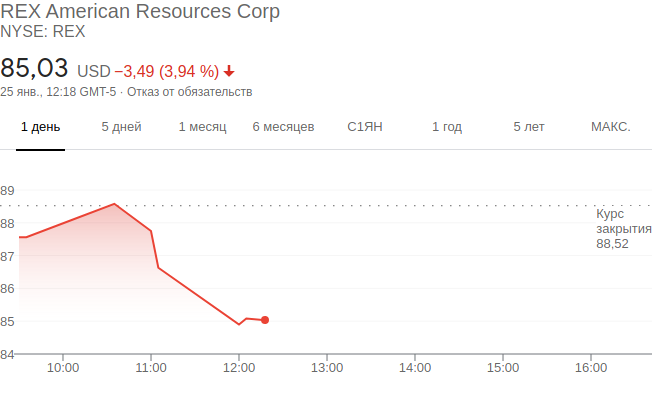 REX American Resources Corp
NYSE: REX
85,03 USD −3,49 (3,94 %)
25 янв., 12:18 GMT-5 · Отказ от обязательств
1 день 5 дней 1 месяц 6 месяцев С1ЯН 1 год 5 лет МАКС.
89
Курс
закрытия
88,52
88
87
86
85
84
10:00 11:00 12:00 13:00 14:00 15:00 16:00